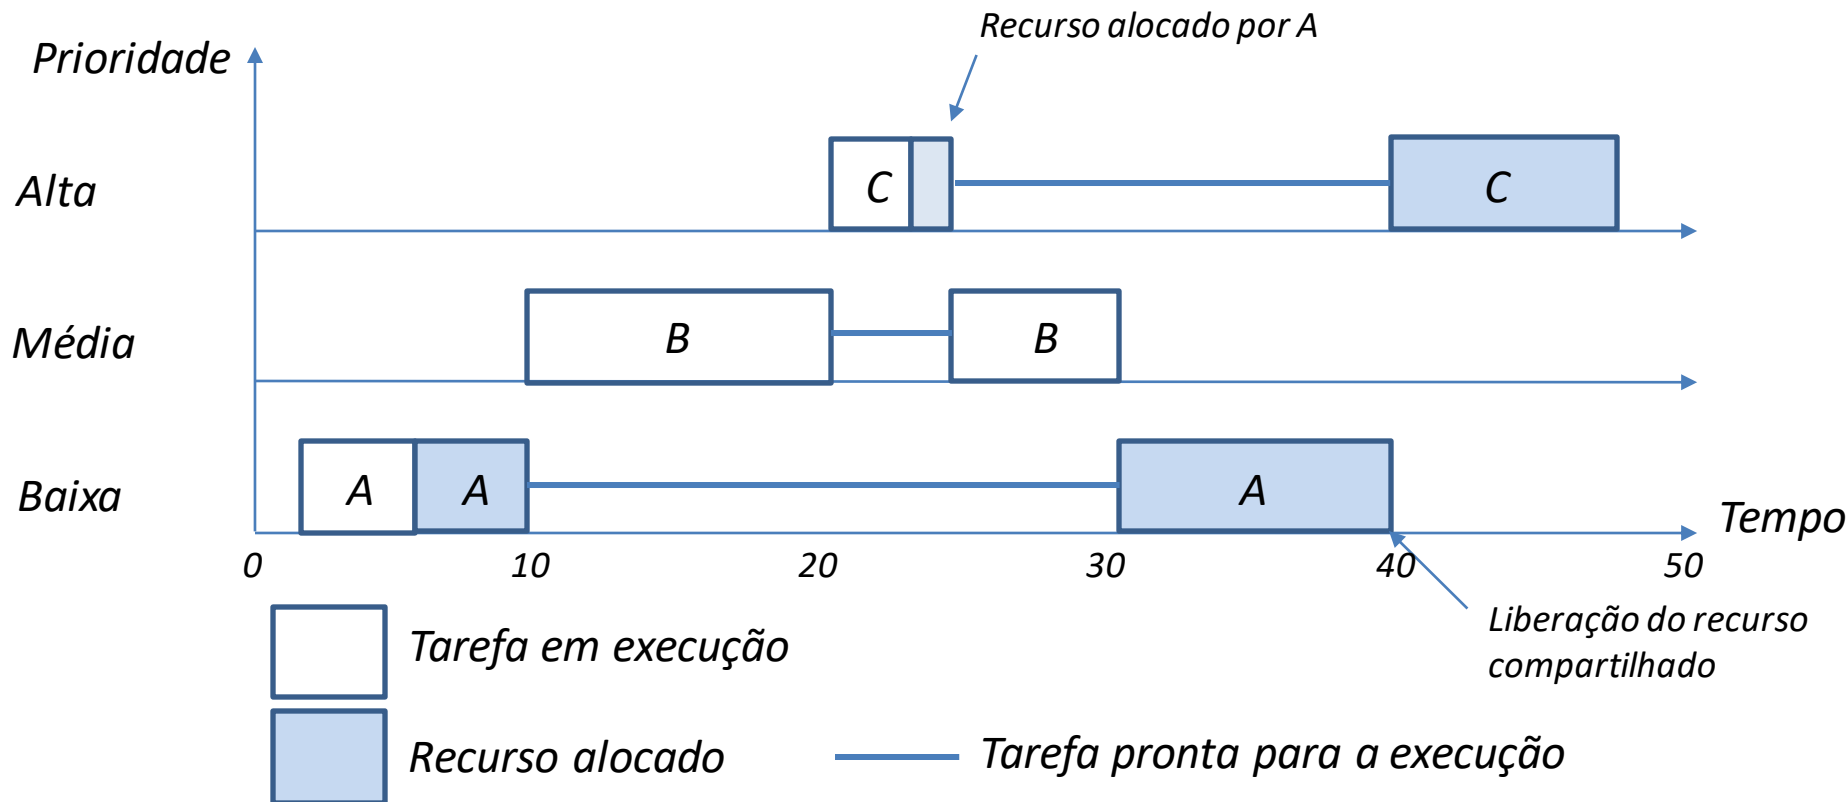 Recurso alocado por A
Prioridade
Alta
C
C
Média
B
B
Baixa
A
A
A
Tempo
0
10
20
30
40
50
Liberação do recurso
compartilhado
Tarefa em execução
Recurso alocado
Tarefa pronta para a execução